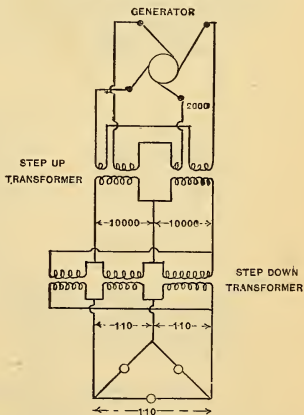 GENERATOR
2000
STEP UP
TRANSFORMER
10000 10000
STEP DOWN
TRANSFORMER
110 110
110